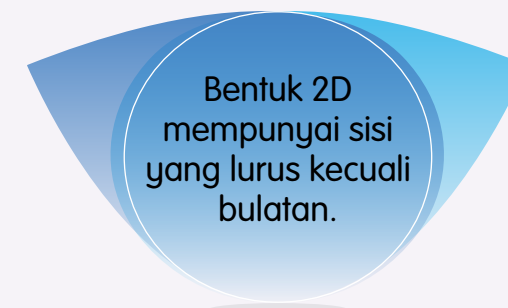 Bentuk 2D
mempunyai sisi
yang lurus kecuali
bulatan.